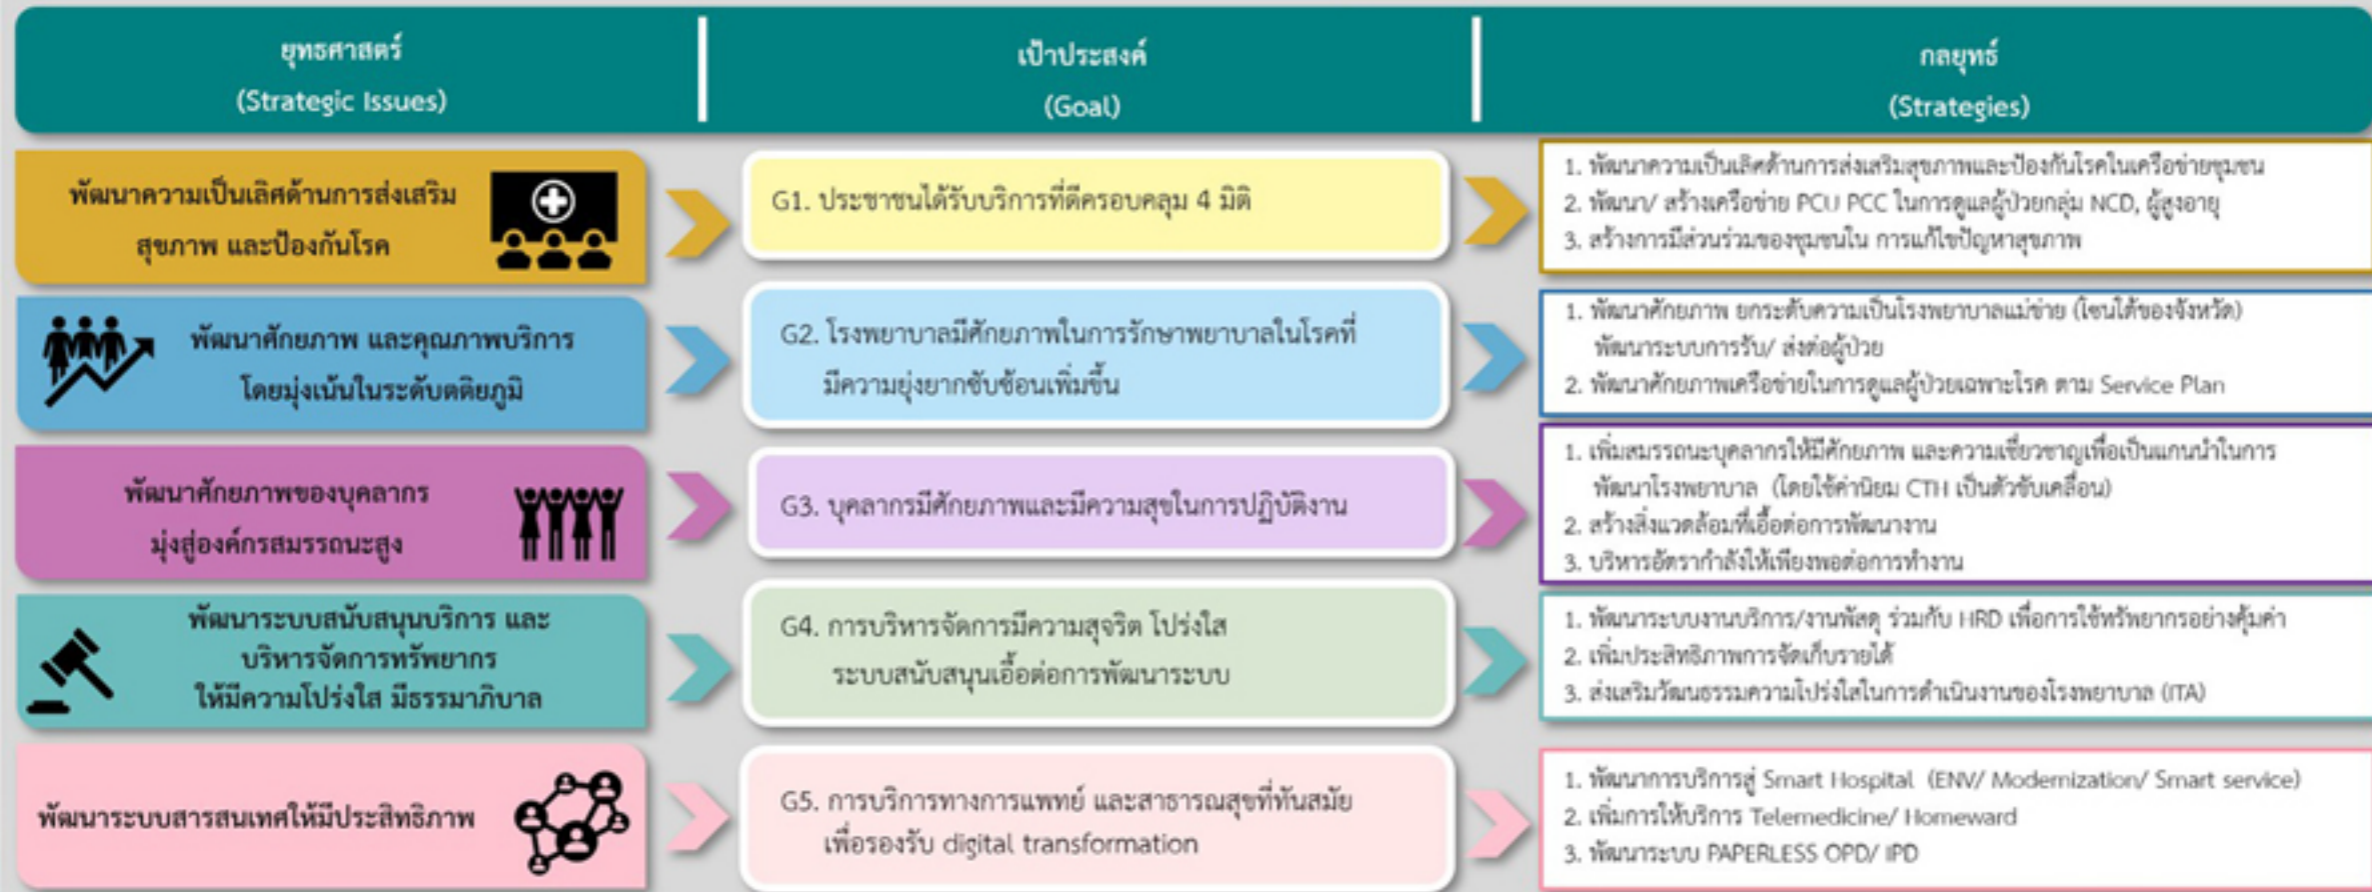 ยุทธศาสตร์
(Strategic Issues)
เป้าประสงค์
(Goal)
กลยุทธ์
(Strategies)
พัฒนาความเป็นเลิศด้านการส่งเสริม
สุขภาพ และป้องกันโรค
G1. ประชาชนได้รับบริการที่ดีครอบคลุม 4 มิติ
1. พัฒนาความเป็นเลิศด้านการส่งเสริมสุขภาพและป้องกันโรคในเครือข่ายชุมชน
2. พัฒนา/ สร้างเครือข่าย PCU PCC ในการดูแลผู้ป่วยกลุ่ม NCD, ผู้สูงอายุ
3. สร้างการมีส่วนร่วมของชุมชนใน การแก้ไขปัญหาสุขภาพ
พัฒนาศักยภาพ และคุณภาพบริการ
โดยมุ่งเน้นในระดับตติยภูมิ
G2. โรงพยาบาลมีศักยภาพในการรักษาพยาบาลในโรคที่
มีความยุ่งยากซับซ้อนเพิ่มขึ้น
1. พัฒนาศักยภาพ ยกระดับความเป็นโรงพยาบาลแม่ข่าย (โซนใต้ของจังหวัด)
พัฒนาระบบการรับ/ ส่งต่อผู้ป่วย
2. พัฒนาศักยภาพเครือข่ายในการดูแลผู้ป่วยเฉพาะโรค ตาม Service Plan
พัฒนาศักยภาพของบุคลากร
มุ่งสู่องค์กรสมรรถนะสูง
G3. บุคลากรมีศักยภาพและมีความสุขในการปฏิบัติงาน
1. เพิ่มสมรรถนะบุคลากรให้มีศักยภาพ และความเชี่ยวชาญเพื่อเป็นแกนนำในการ
พัฒนาโรงพยาบาล (โดยใช้ค่านิยม CTH เป็นตัวขับเคลื่อน)
2. สร้างสิ่งแวดล้อมที่เอื้อต่อการพัฒนางาน
3. บริหารอัตรากำลังให้เพียงพอต่อการทำงาน
พัฒนาระบบสนับสนุนบริการ และ
บริหารจัดการทรัพยากร
ให้มีความโปร่งใส มีธรรมาภิบาล
G4. การบริหารจัดการมีความสุจริต โปร่งใส
ระบบสนับสนุนเอื้อต่อการพัฒนาระบบ
1. พัฒนาระบบงานบริการ/งานพัสดุ ร่วมกับ HRD เพื่อการใช้ทรัพยากรอย่างคุ้มค่า
2. เพิ่มประสิทธิภาพการจัดเก็บรายได้
3. ส่งเสริมวัฒนธรรมความโปร่งใสในการดำเนินงานของโรงพยาบาล (ITA)
พัฒนาระบบสารสนเทศให้มีประสิทธิภาพ
G5. การบริการทางการแพทย์ และสาธารณสุขที่ทันสมัย
เพื่อรองรับ digital transformation
1. พัฒนาการบริการสู่ Smart Hospital (ENV/ Modernization/ Smart service)
2. เพิ่มการให้บริการ Telemedicine/ Homeward
3. พัฒนาระบบ PAPERLESS OPD/ IPD